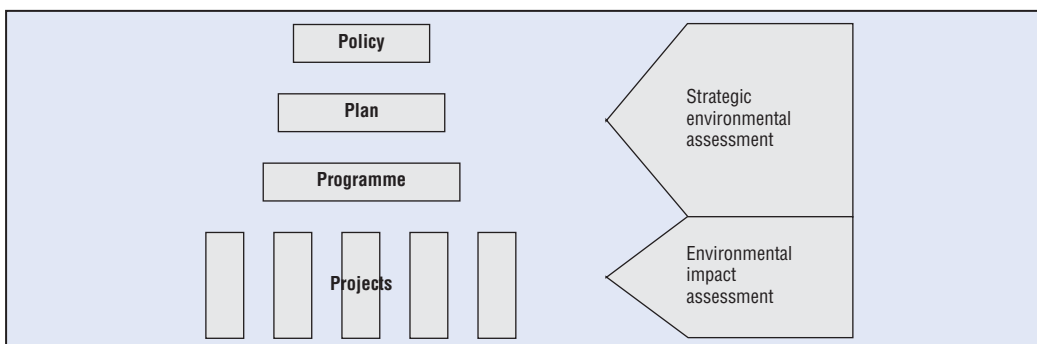 Policy
Plan
Programme
Projects
Strategic
environmental
assessment
Environmental
impact
assessment